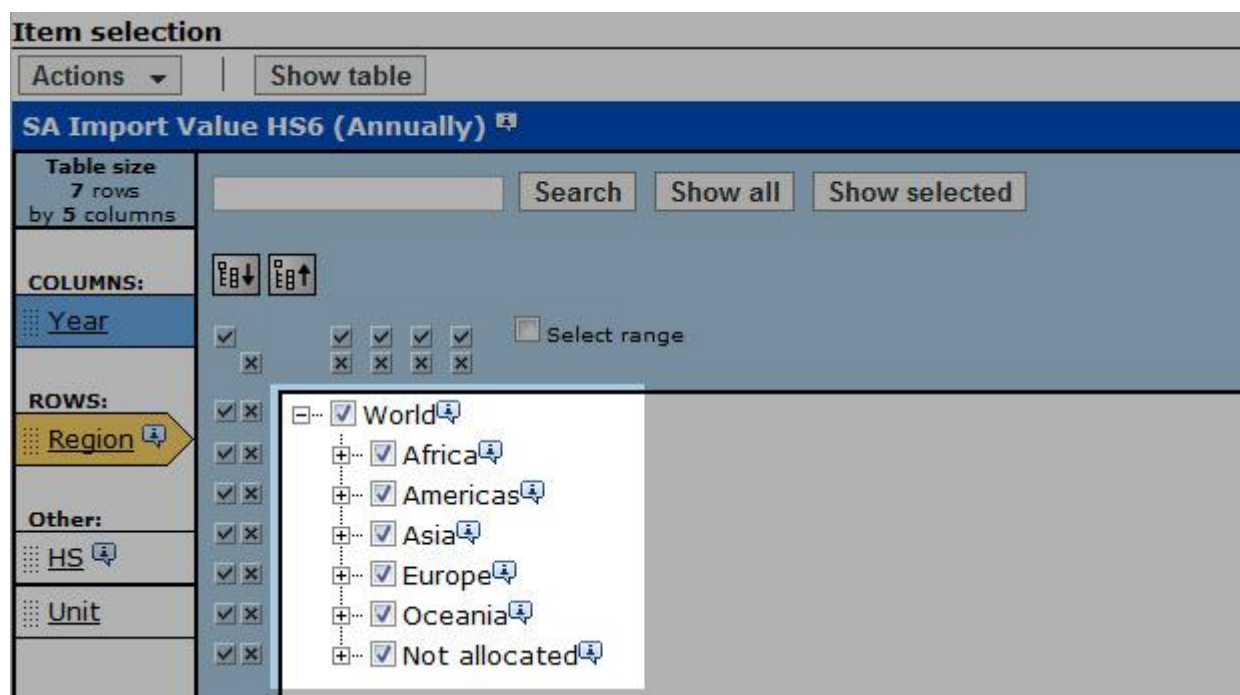 Item selection
Actions Show table
SA Import Value HS6 (Annually)
Table size
7 rows
by 5 columns
Search Show all Show selected
COLUMNS:
Year
Select range
ROWS:
Region
Other:
HS
Unit
World
Africa
Americas
Asia
Europe
Oceania
Not allocated